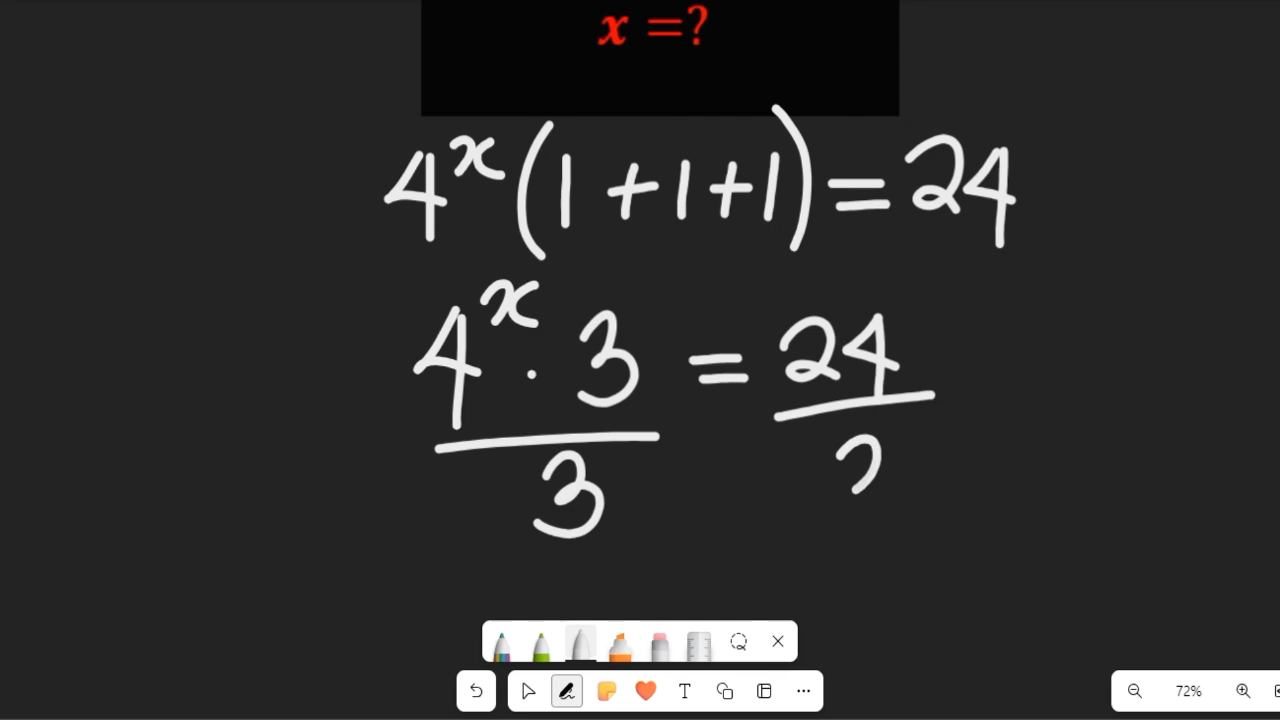 x =?
4^x(1+1+1)=24
4^x · 3 = 24
3
T
72%